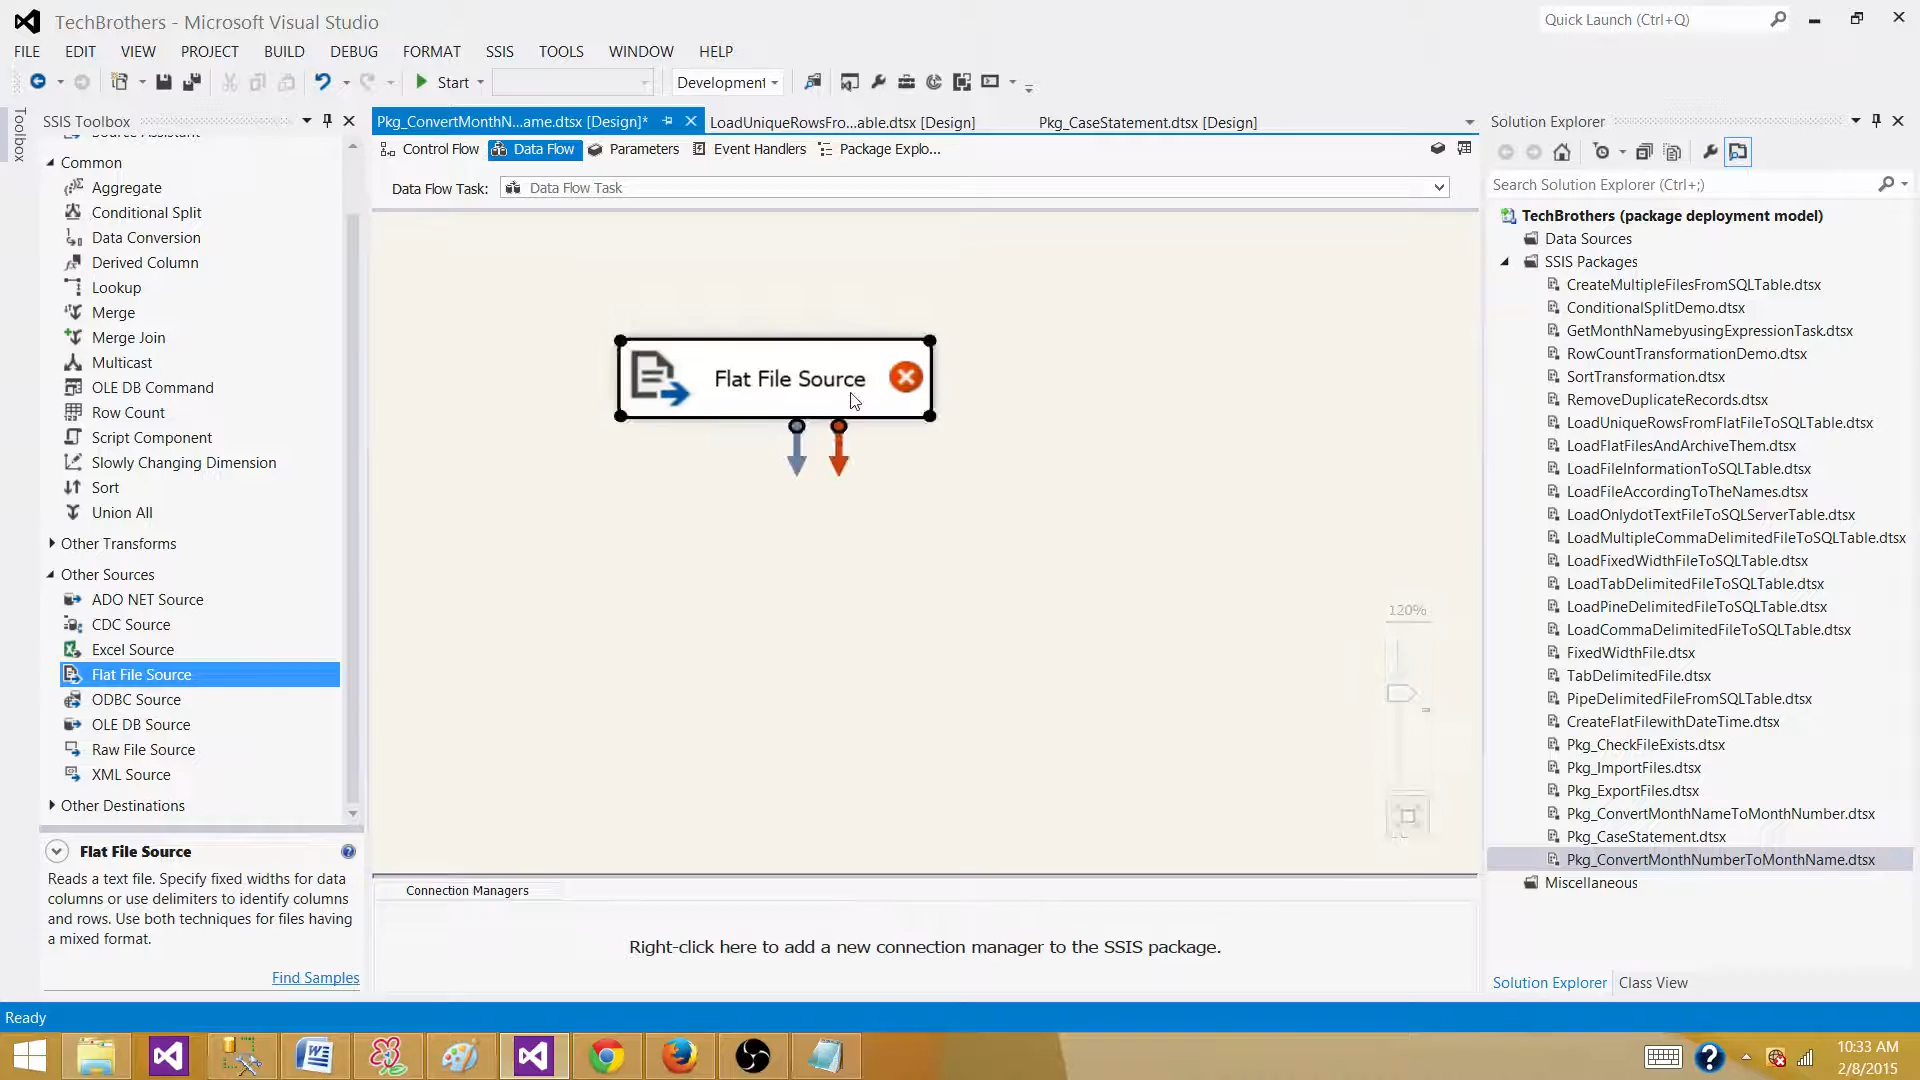 TechBrothers - Microsoft Visual Studio
Quick Launch (Ctrl+Q)
FILE EDIT VIEW PROJECT BUILD DEBUG FORMAT SSIS TOOLS WINDOW HELP
Start
Development
Toolbox
SSIS Toolbox
Source Assistant
Common
Aggregate
Conditional Split
Data Conversion
Derived Column
Lookup
Merge
Merge Join
Multicast
OLE DB Command
Row Count
Script Component
Slowly Changing Dimension
Sort
Union All
Other Transforms
Other Sources
ADO NET Source
CDC Source
Excel Source
Flat File Source
ODBC Source
OLE DB Source
Raw File Source
XML Source
Other Destinations
Flat File Source
Reads a text file. Specify fixed widths for data
columns or use delimiters to identify columns
and rows. Use both techniques for files having
a mixed format.
Find Samples
Pkg_ConvertMonthN...ame.dtsx [Design]* LoadUniqueRowsFro...able.dtsx [Design] Pkg_CaseStatement.dtsx [Design]
Control Flow Data Flow Parameters Event Handlers Package Explo...
Data Flow Task: Data Flow Task
Flat File Source
120%
Connection Managers
Right-click here to add a new connection manager to the SSIS package.
Solution Explorer
Search Solution Explorer (Ctrl+;)
TechBrothers (package deployment model)
Data Sources
SSIS Packages
CreateMultipleFilesFromSQLTable.dtsx
ConditionalSplitDemo.dtsx
GetMonthNamebyusingExpressionTask.dtsx
RowCountTransformationDemo.dtsx
SortTransformation.dtsx
RemoveDuplicateRecords.dtsx
LoadUniqueRowsFromFlatFileToSQLTable.dtsx
LoadFlatFilesAndArchiveThem.dtsx
LoadFileInformationToSQLTable.dtsx
LoadFileAccordingToTheNames.dtsx
LoadOnlydotTextFileToSQLServerTable.dtsx
LoadMultipleCommaDelimitedFileToSQLTable.dtsx
LoadFixedWidthFileToSQLTable.dtsx
LoadTabDelimitedFileToSQLTable.dtsx
LoadPineDelimitedFileToSQLTable.dtsx
LoadCommaDelimitedFileToSQLTable.dtsx
FixedWidthFile.dtsx
TabDelimitedFile.dtsx
PipeDelimitedFileFromSQLTable.dtsx
CreateFlatFilewithDateTime.dtsx
Pkg_CheckFileExists.dtsx
Pkg_ImportFiles.dtsx
Pkg_ExportFiles.dtsx
Pkg_ConvertMonthNameToMonthNumber.dtsx
Pkg_CaseStatement.dtsx
Pkg_ConvertMonthNumberToMonthName.dtsx
Miscellaneous
Solution Explorer Class View
Ready
10:33 AM
2/8/2015